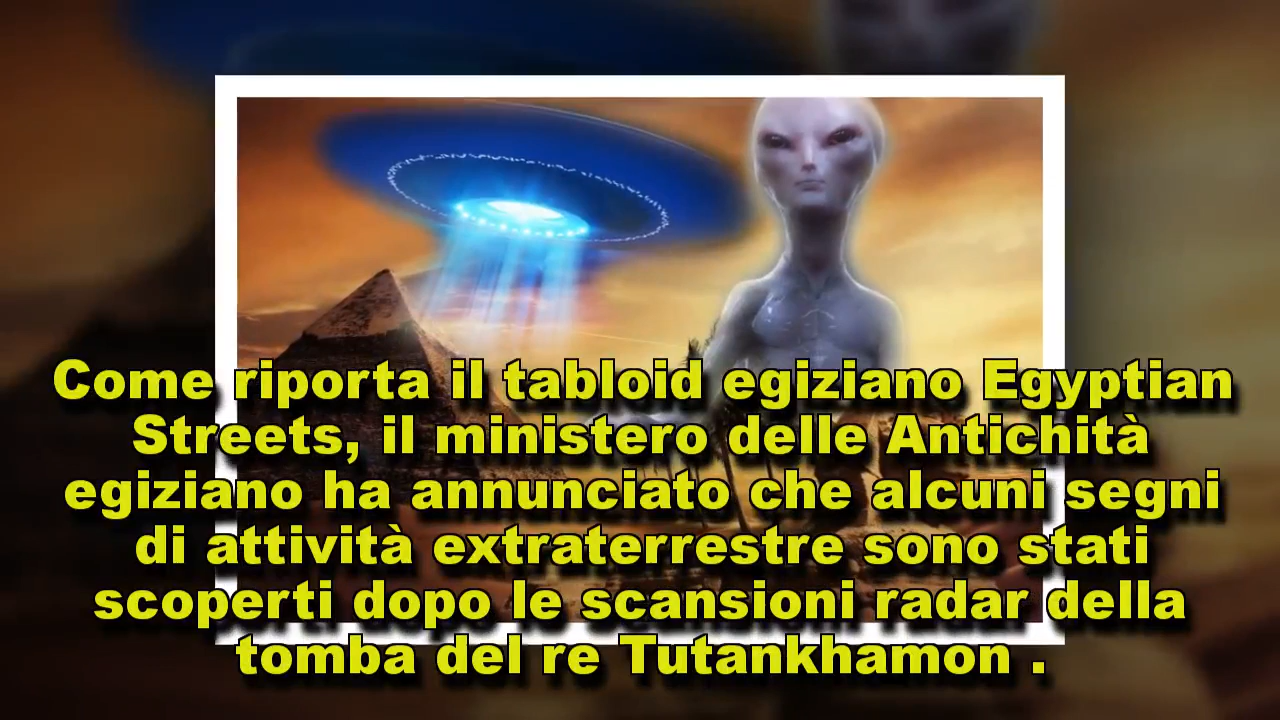 Come riporta il tabloid egiziano Egyptian
Streets, il ministero delle Antichità
egiziano ha annunciato che alcuni segni
di attività extraterrestre sono stati
scoperti dopo le scansioni radar della
tomba del re Tutankhamon .